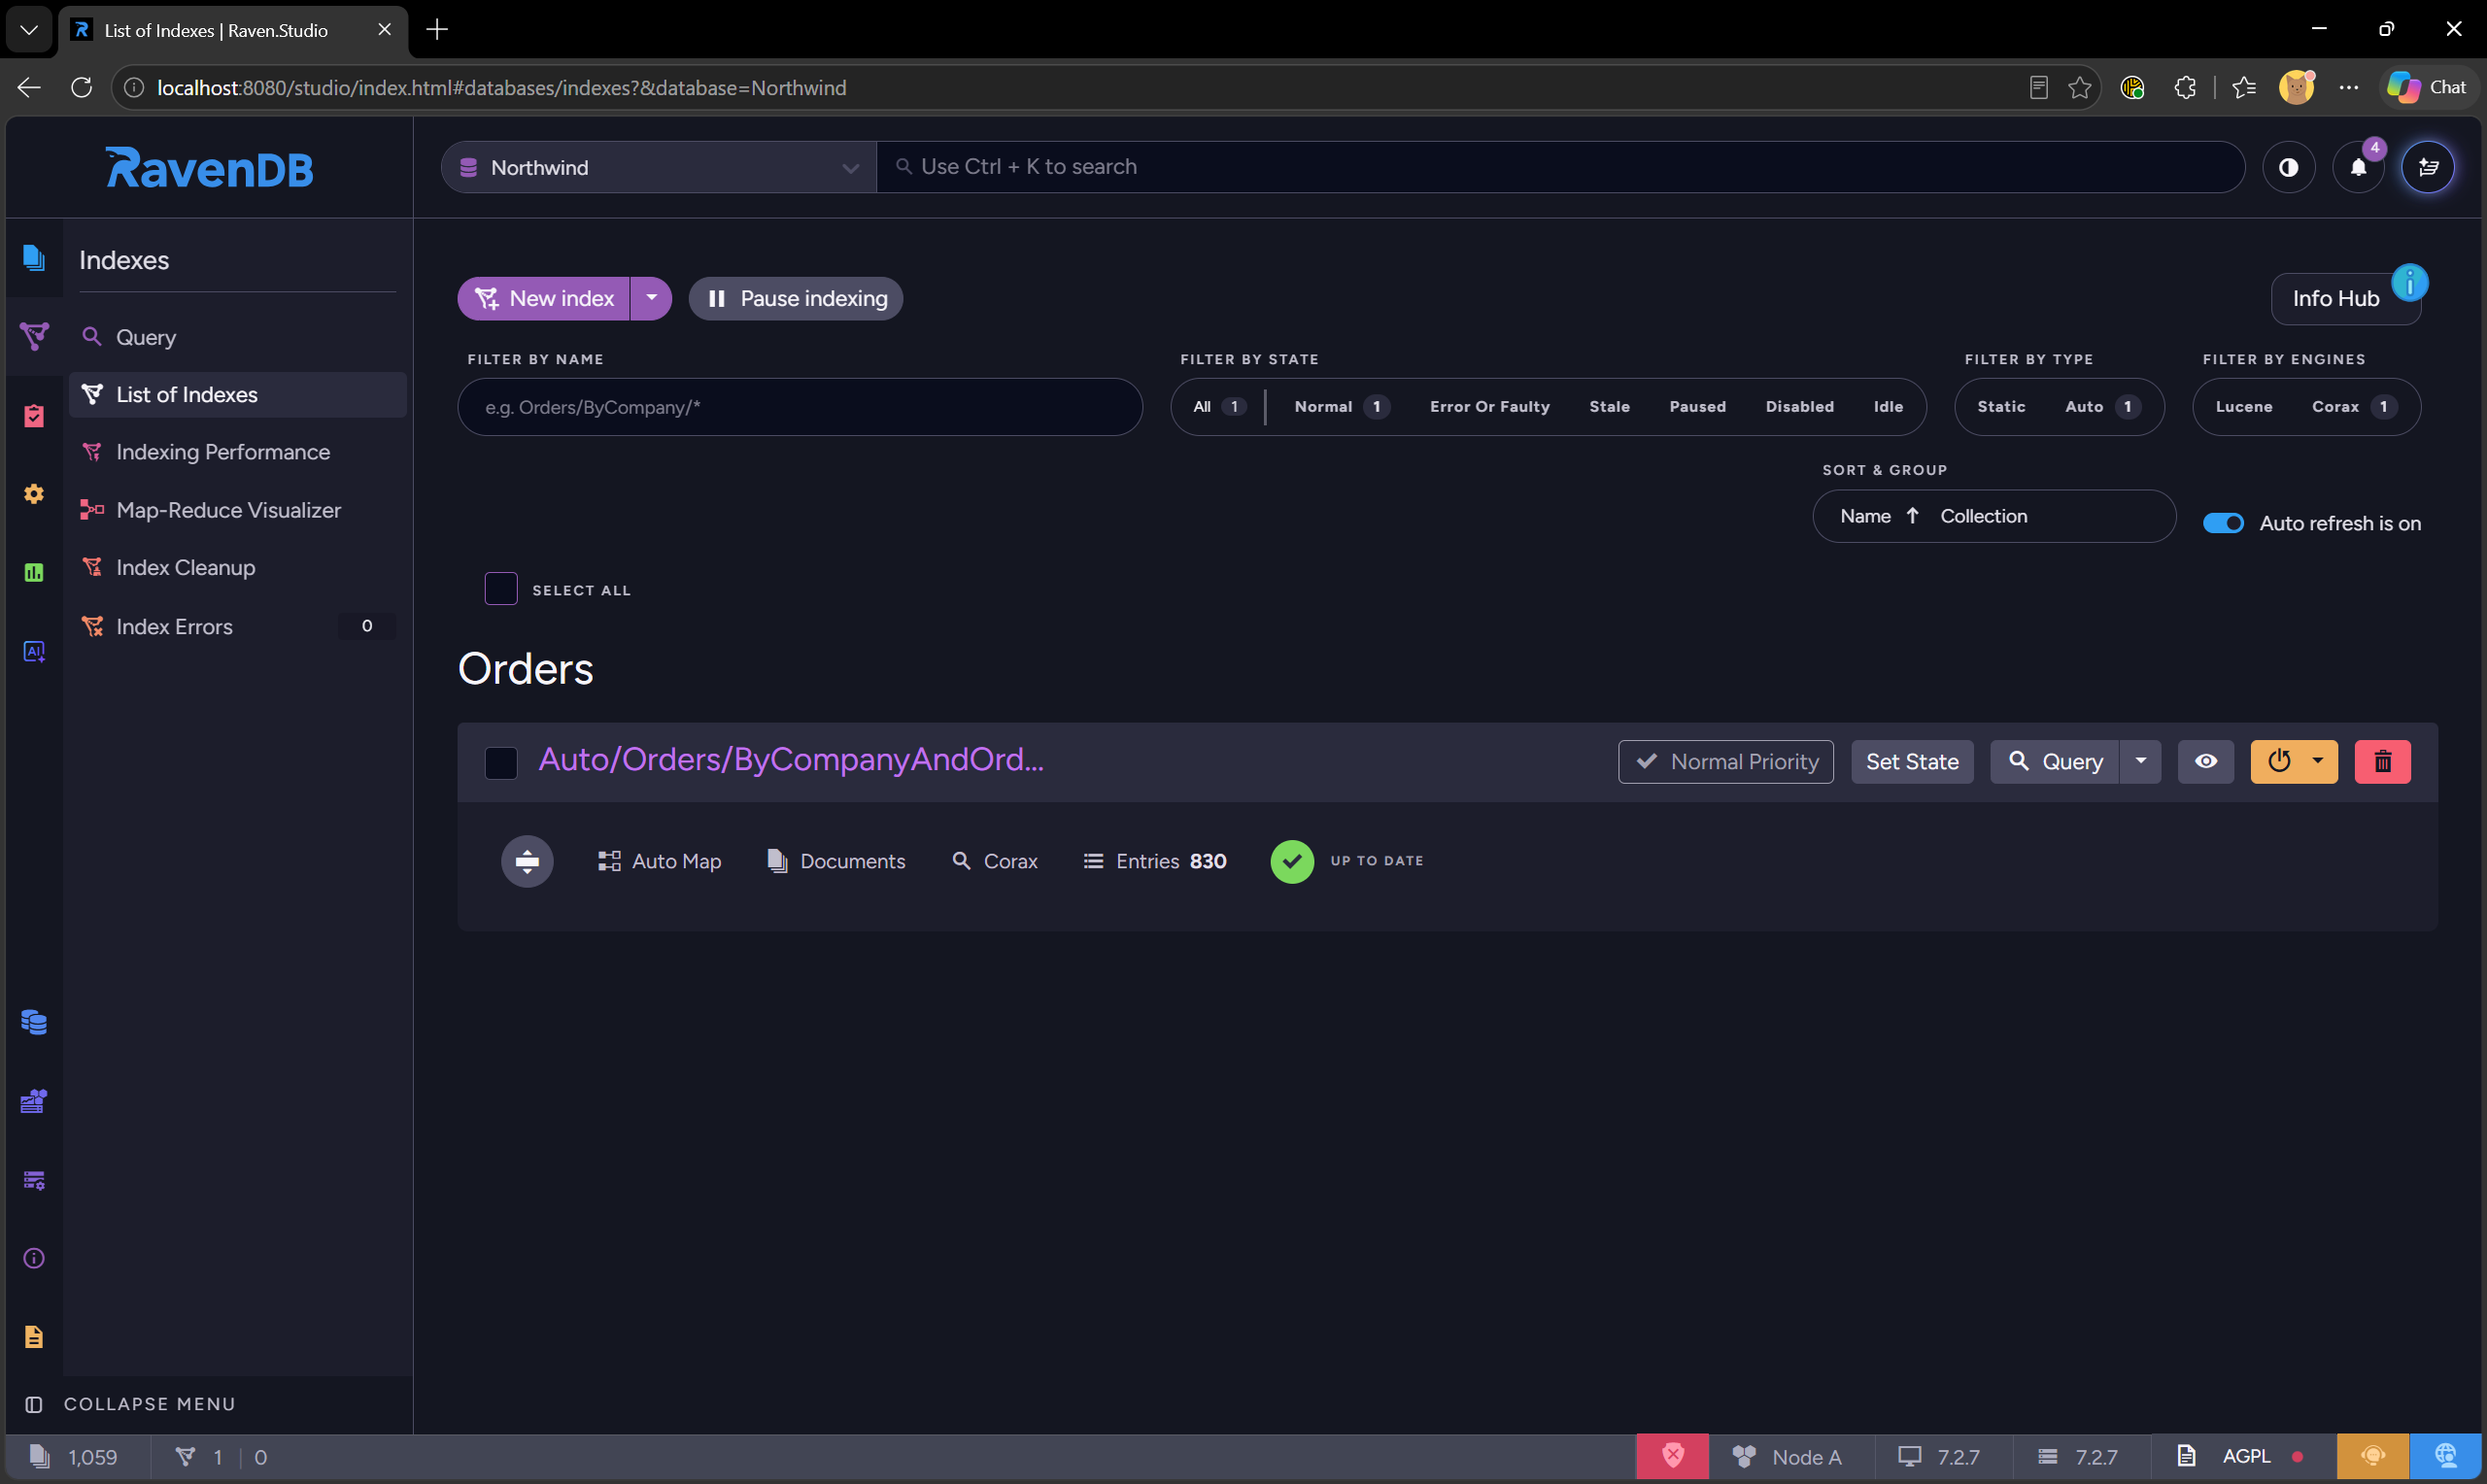 List of Indexes | Raven.Studio
localhost:8080/studio/index.html#databases/indexes?&database=Northwind
Chat
RavenDB
Northwind
Use Ctrl + K to search
4
Indexes
Query
List of Indexes
Indexing Performance
Map-Reduce Visualizer
Index Cleanup
Index Errors 0
New index
Pause indexing
Info Hub
FILTER BY NAME
e.g. Orders/ByCompany/*
FILTER BY STATE
All 1 Normal 1 Error Or Faulty Stale Paused Disabled Idle
FILTER BY TYPE
Static Auto 1
FILTER BY ENGINES
Lucene Corax 1
SORT & GROUP
Name Collection
Auto refresh is on
SELECT ALL
Orders
Auto/Orders/ByCompanyAndOrd...
Normal Priority
Set State
Query
Auto Map Documents Corax Entries 830 UP TO DATE
AI
COLLAPSE MENU
1,059 1 0 Node A 7.2.7 7.2.7 AGPL